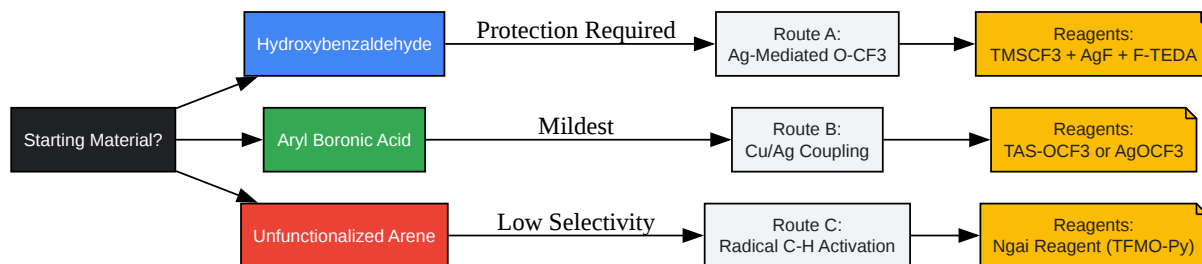 Hydroxybenzaldehyde
Protection Required
Route A:
Ag-Mediated O-CF3
Reagents:
TMSCF3 + AgF + F-TEDA
Starting Material?
Aryl Boronic Acid
Mildest
Route B:
Cu/Ag Coupling
Reagents:
TAS-OCF3 or AgOCF3
Unfunctionalized Arene
Low Selectivity
Route C:
Radical C-H Activation
Reagents:
Ngai Reagent (TFMO-Py)